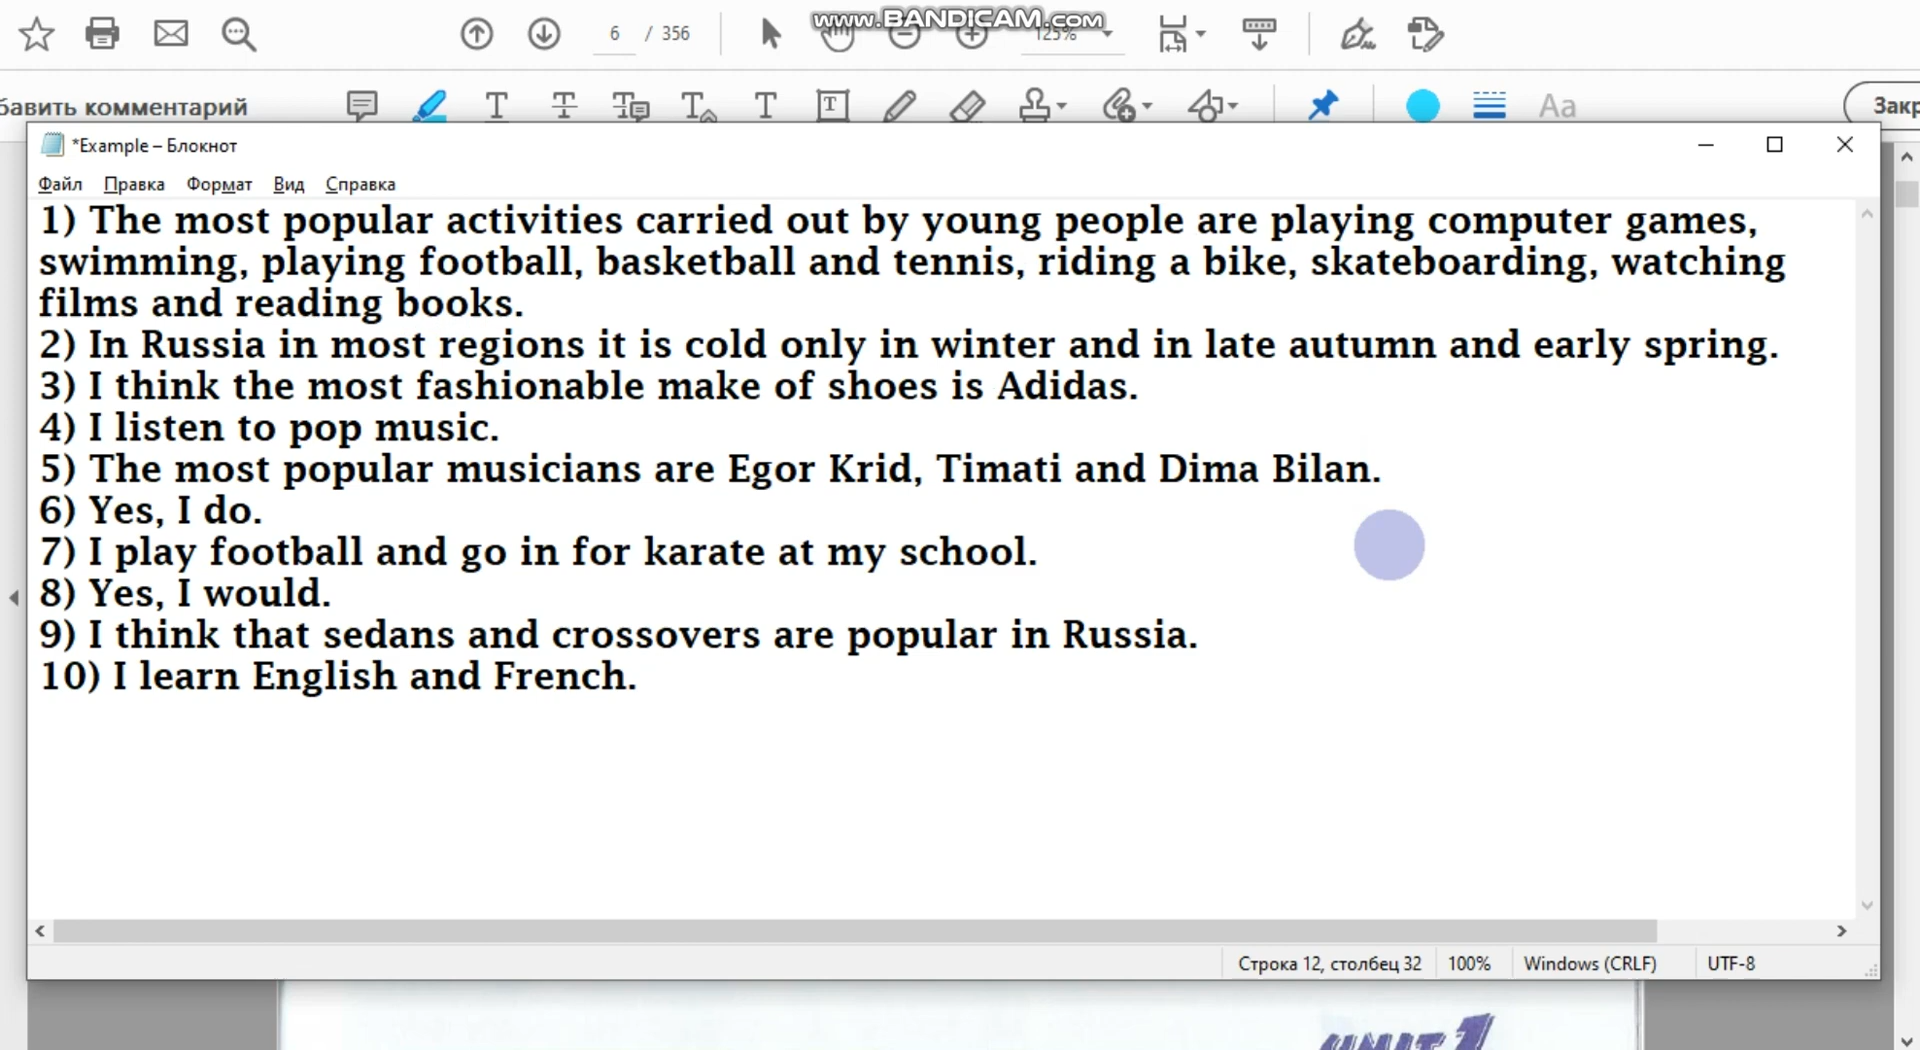 www.BANDICAM.com
6 / 356
125%
бавить комментарий
Aa
Закр
*Example – Блокнот
Файл Правка Формат Вид Справка
1) The most popular activities carried out by young people are playing computer games,
swimming, playing football, basketball and tennis, riding a bike, skateboarding, watching
films and reading books.
2) In Russia in most regions it is cold only in winter and in late autumn and early spring.
3) I think the most fashionable make of shoes is Adidas.
4) I listen to pop music.
5) The most popular musicians are Egor Krid, Timati and Dima Bilan.
6) Yes, I do.
7) I play football and go in for karate at my school.
8) Yes, I would.
9) I think that sedans and crossovers are popular in Russia.
10) I learn English and French.
Строка 12, столбец 32 100% Windows (CRLF) UTF-8
UNIT 1